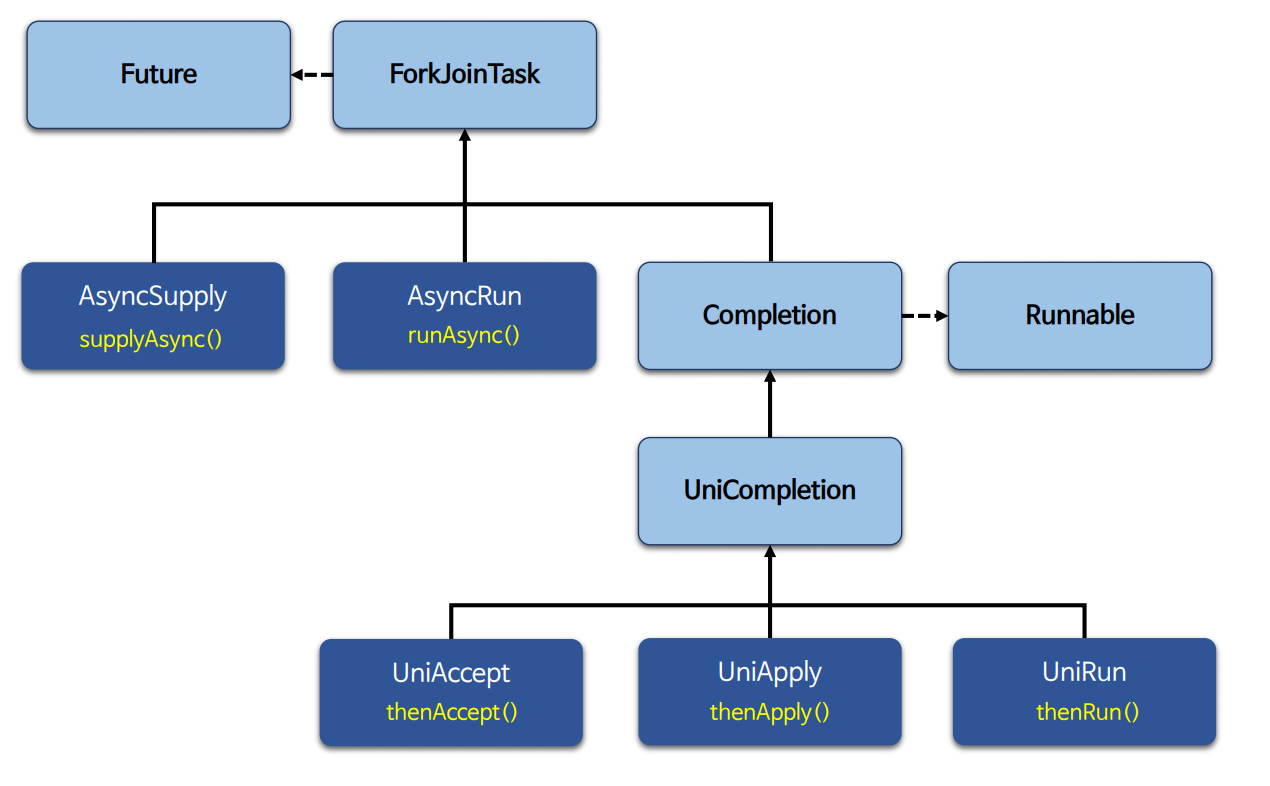 Future
ForkJoinTask
AsyncSupply
supplyAsync()
AsyncRun
runAsync()
Completion
Runnable
UniCompletion
UniAccept
thenAccept()
UniApply
thenApply()
UniRun
thenRun()